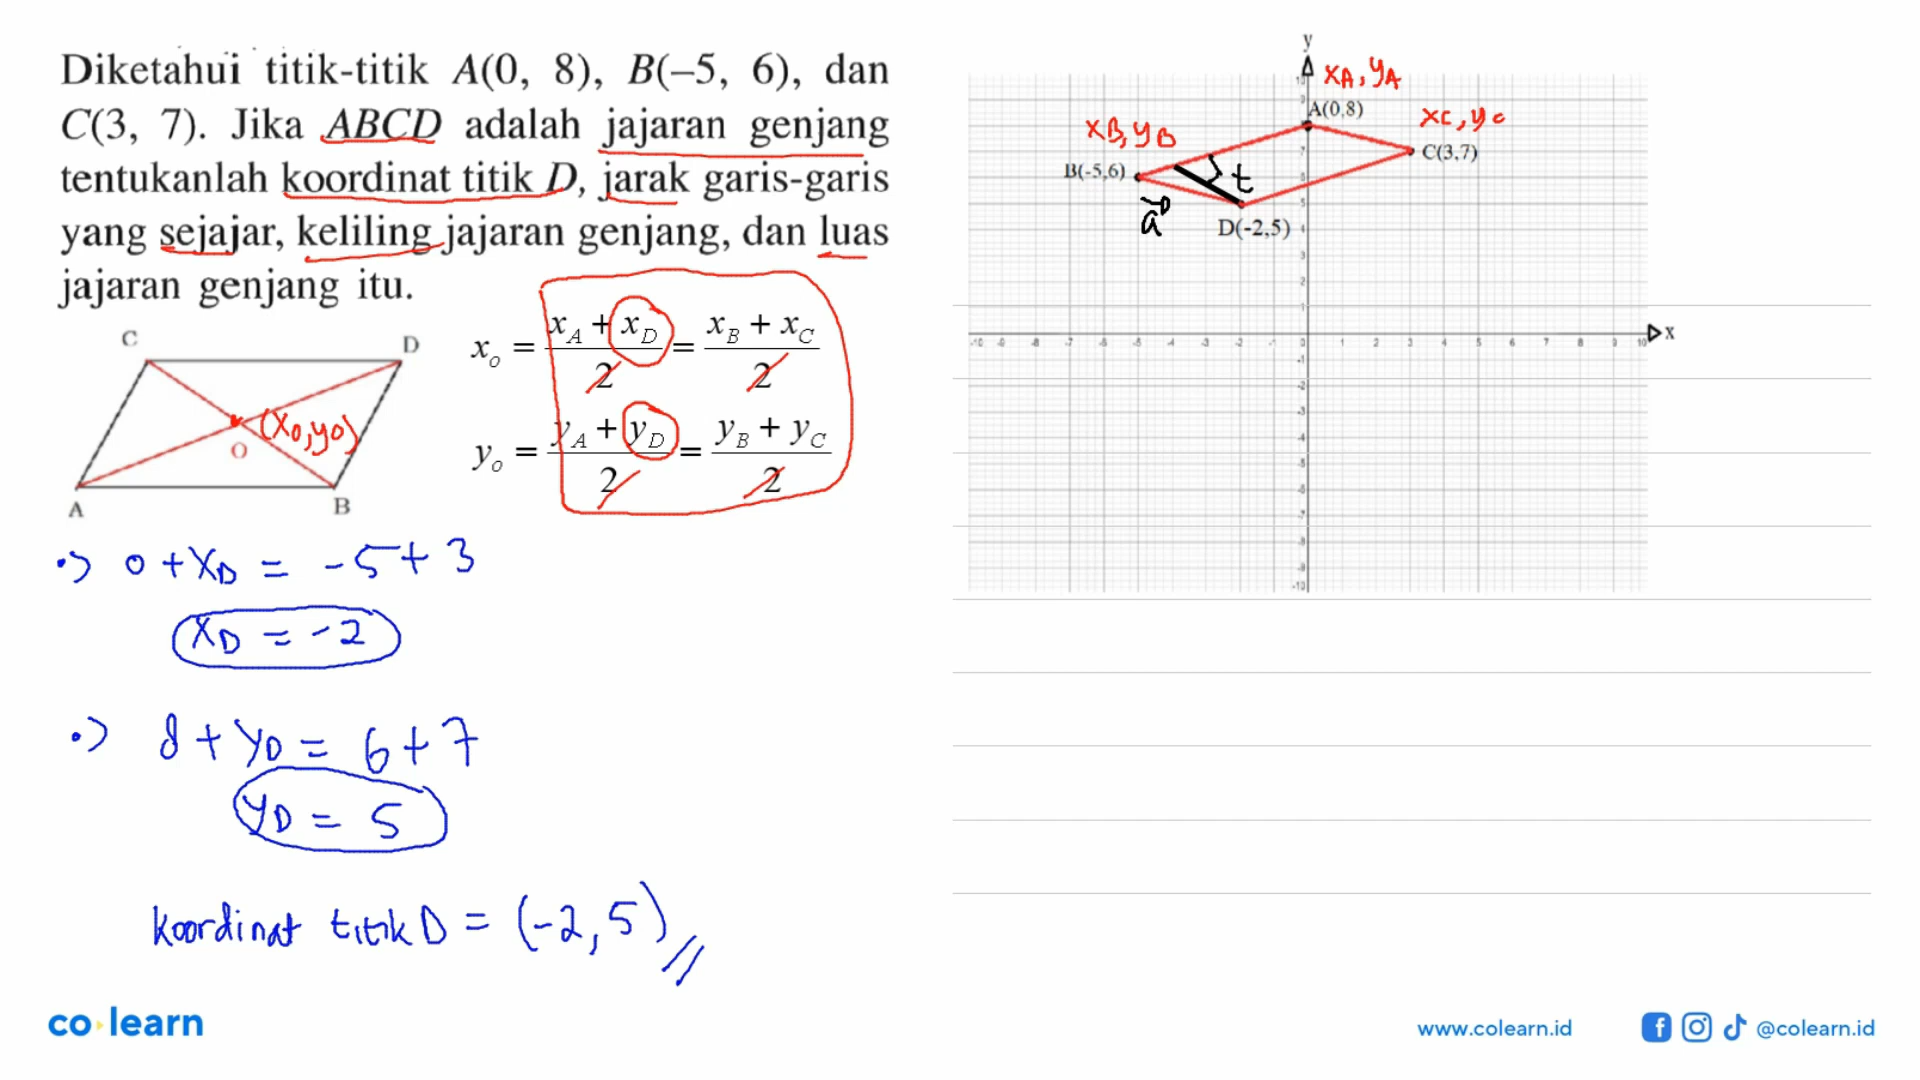 Diketahui titik-titik A(0, 8), B(–5, 6), dan
C(3, 7). Jika ABCD adalah jajaran genjang
tentukanlah koordinat titik D, jarak garis-garis
yang sejajar, keliling jajaran genjang, dan luas
jajaran genjang itu.
C
D
A
B
O
(x0, y0)
x_o = (x_A + x_D)/2 = (x_B + x_C)/2
y_o = (y_A + y_D)/2 = (y_B + y_C)/2
•) 0 + xD = -5 + 3
xD = -2
•) 8 + yD = 6 + 7
yD = 5
koordinat titik D = (-2, 5) //
y
xA, yA
A(0,8)
xB, yB
xC, yC
B(-5,6)
C(3,7)
t
a
D(-2,5)
x
co learn
www.colearn.id
@colearn.id